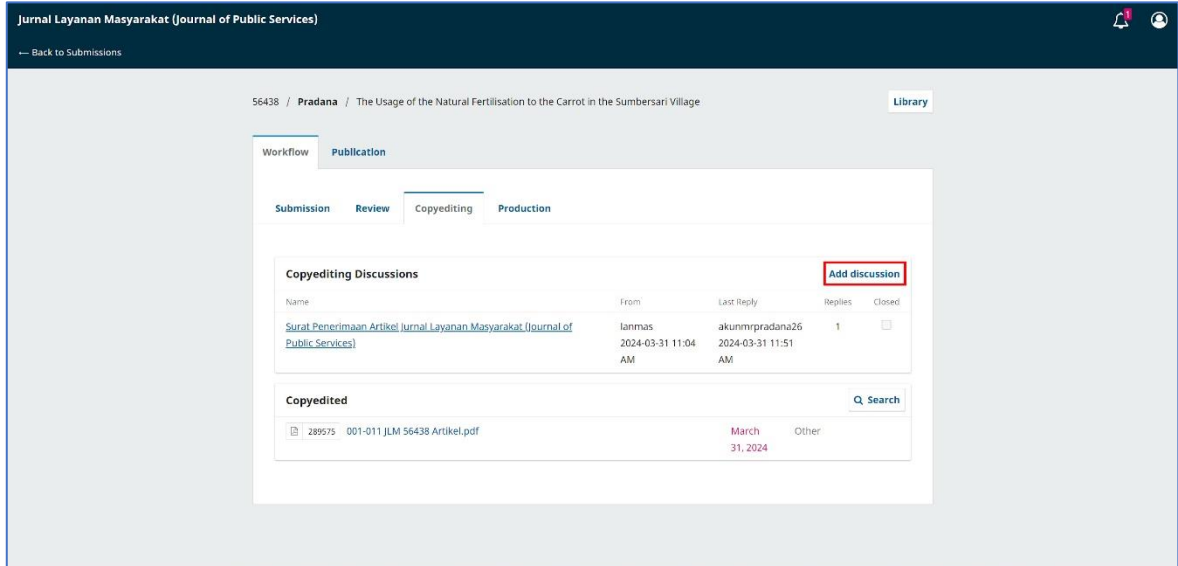 Jurnal Layanan Masyarakat (Journal of Public Services)
1
← Back to Submissions
56438 / Pradana / The Usage of the Natural Fertilisation to the Carrot in the Sumbersari Village
Library
Workflow Publication
Submission Review Copyediting Production
Copyediting Discussions
Add discussion
Name From Last Reply Replies Closed
Surat Penerimaan Artikel Jurnal Layanan Masyarakat (Journal of
Public Services)
lanmas
2024-03-31 11:04
AM
akunmrpradana26
2024-03-31 11:51
AM
1
Copyedited
Search
289575 001-011 JLM 56438 Artikel.pdf
March
31, 2024
Other